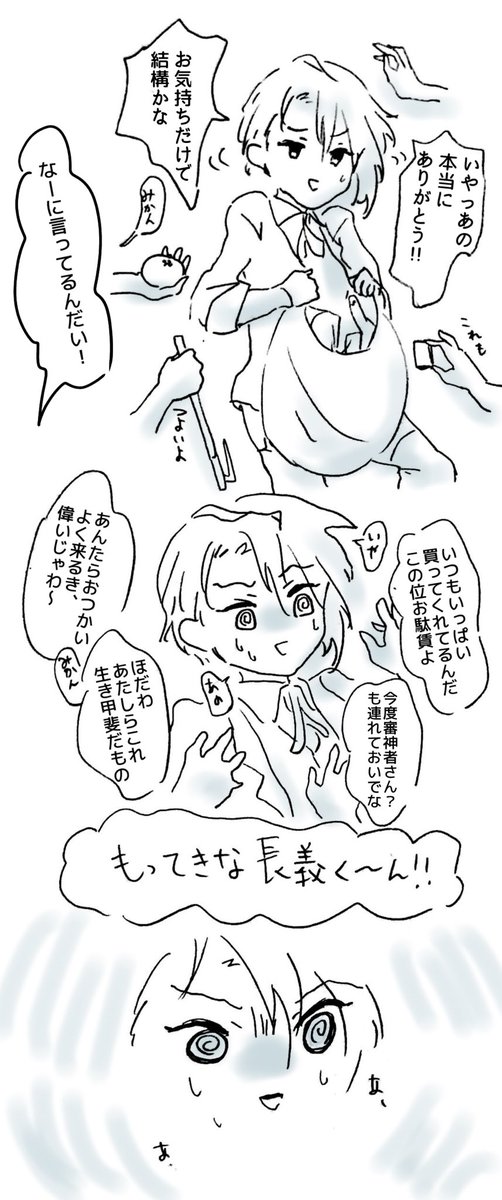 いやっあの
本当に
ありがとう!!
お気持ちだけで
結構かな
みかん
なーに言ってるんだい!
これも
つよいよ
いつもいっぱい
買ってくれてるんだ
この位お駄賃よ
いや
あんたらおつかい
よく来るき、
偉いじゃわ〜
みかん
ほだわ
あたしらこれ
生き甲斐だもの
あの
今度審神者さん?
も連れておいでな
もってきな長義く〜ん!!
あ、
あ、